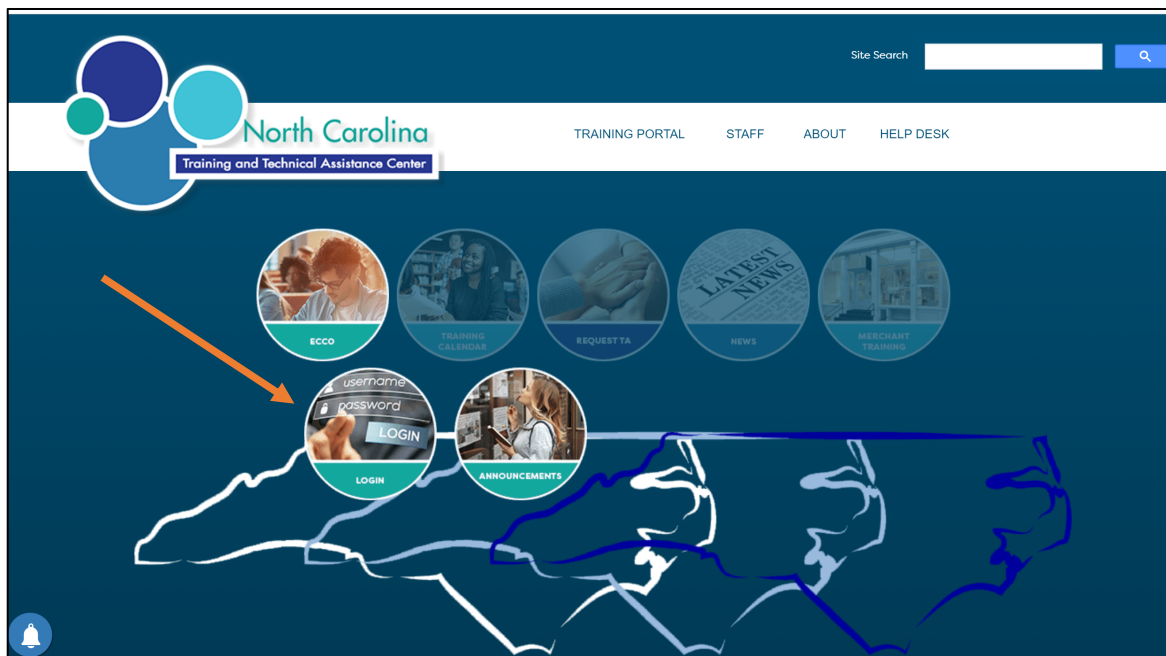 Site Search
North Carolina
Training and Technical Assistance Center
TRAINING PORTAL STAFF ABOUT HELP DESK
LATEST
NEWS
ECCO
TRAINING
CALENDAR
REQUEST TA
NEWS
MERCHANT
TRAINING
username
password
LOGIN
LOGIN
ANNOUNCEMENTS